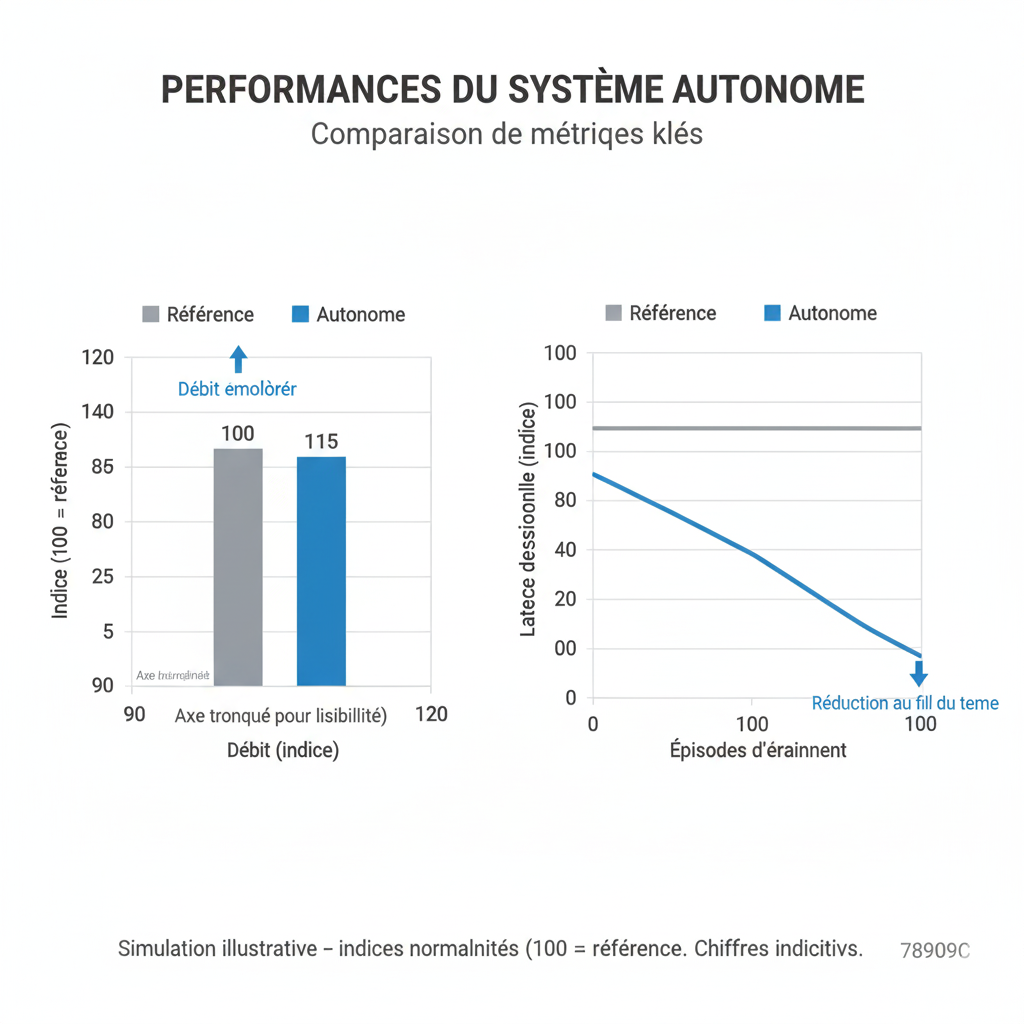 PERFORMANCES DU SYSTÈME AUTONOME
Comparaison de métriqes klés
Référence
Autonome
Débit emolòrér
120
140
85
80
25
5
90
Indice (100 = réference)
100
115
Axe
90
Axe tronqué pour lisibillité)
120
Débit (indice)
Référence
Autonome
100
100
100
80
40
20
00
0
Latece dessioonlle (indice)
Réduction au fill du teme
0
100
100
Épisodes d'érainnent
Simulation illustrative – indices normalnités (100 = référence. Chiffres indicitivs.
78909C